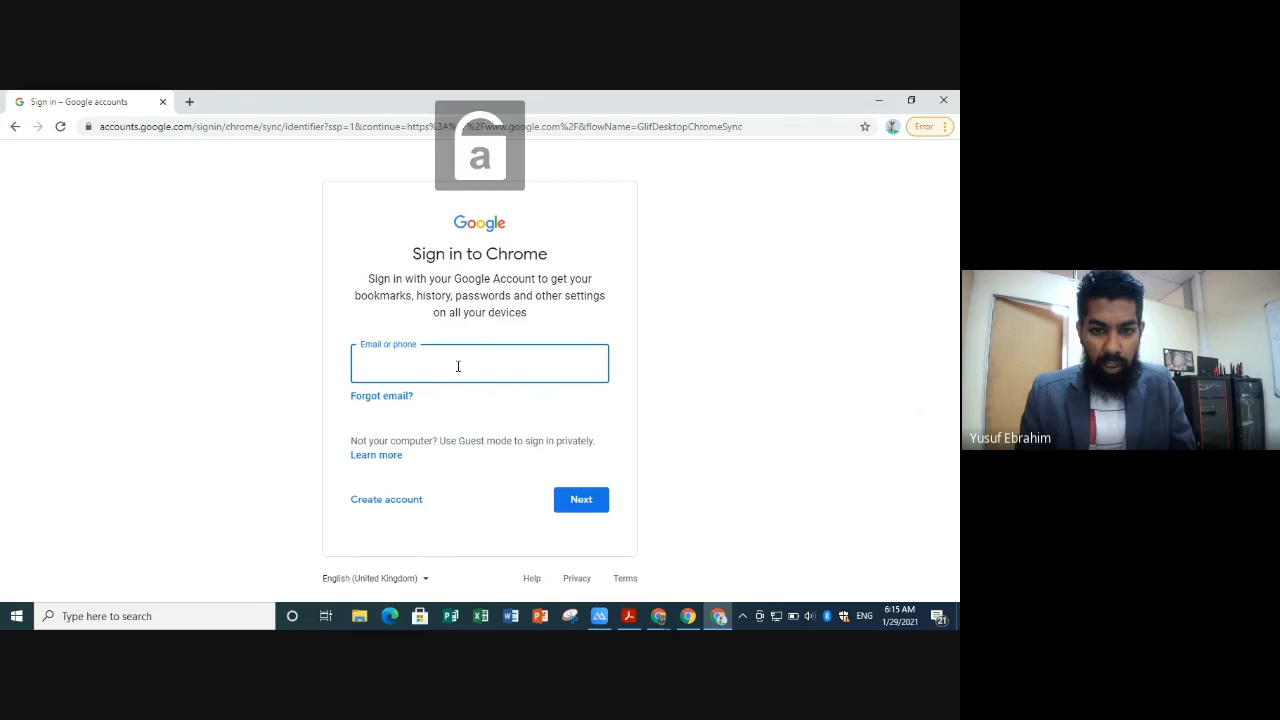 Sign in – Google accounts
accounts.google.com/signin/chrome/sync/identifier?ssp=1&continue=https%3A%2F%2Fwww.google.com%2F&flowName=GlifDesktopChromeSync
Error
a
Google
Sign in to Chrome
Sign in with your Google Account to get your
bookmarks, history, passwords and other settings
on all your devices
Email or phone
Forgot email?
Not your computer? Use Guest mode to sign in privately.
Learn more
Create account
Next
English (United Kingdom)
Help
Privacy
Terms
Yusuf Ebrahim
Type here to search
ENG
6:15 AM
1/29/2021
21